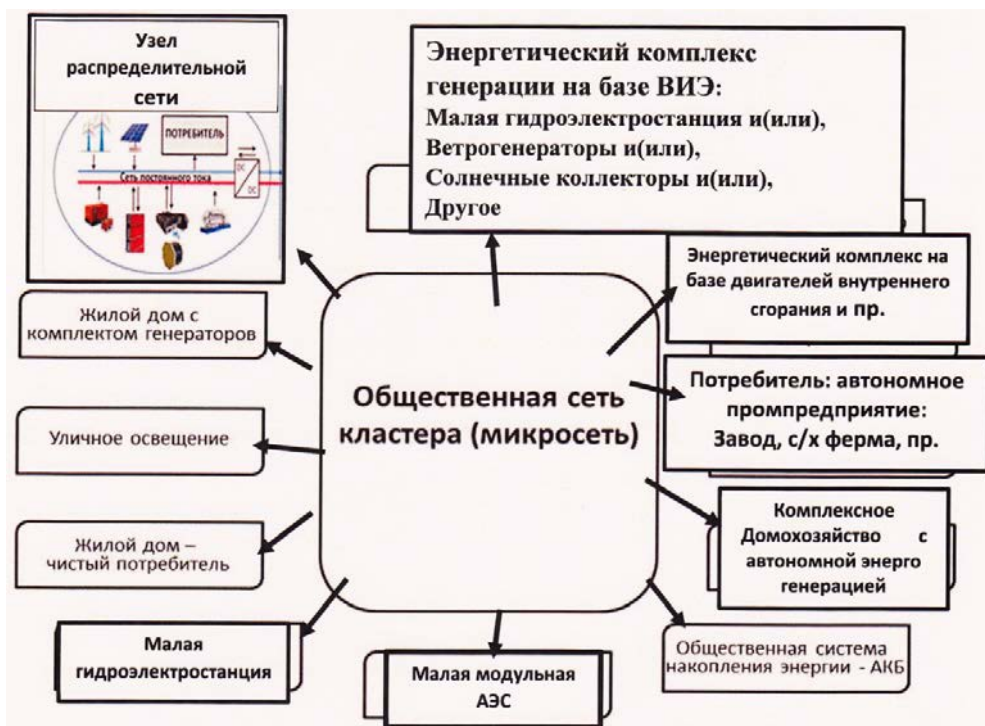 Узел
распределительной
сети
ПОТРЕБИТЕЛЬ
Сеть постоянного тока
DC
DC
Энергетический комплекс
генерации на базе ВИЭ:
Малая гидроэлектростанция и(или),
Ветрогенераторы и(или),
Солнечные коллекторы и(или),
Другое
Энергетический комплекс на
базе двигателей внутреннего
сгорания и пр.
Жилой дом с
комплектом генераторов
Общественная сеть
кластера (микросеть)
Потребитель: автономное
промпредприятие:
Завод, с/х ферма, пр.
Уличное освещение
Комплексное
Домохозяйство с
автономной энерго
генерацией
Жилой дом –
чистый потребитель
Малая
гидроэлектростанция
Малая модульная
АЭС
Общественная система
накопления энергии - АКБ